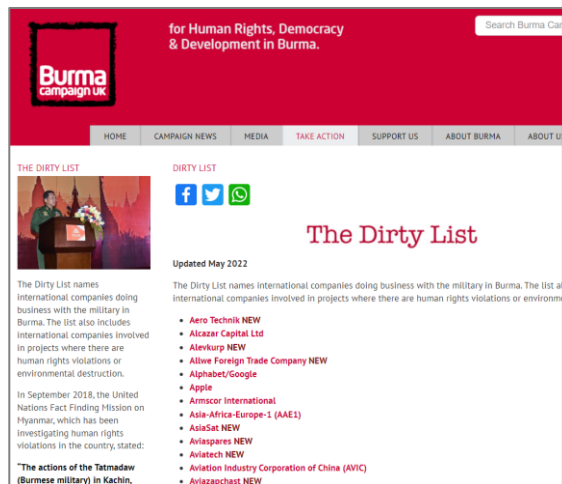 Burma
campaign UK
for Human Rights, Democracy
& Development in Burma.
Search Burma Ca
HOME
CAMPAIGN NEWS
MEDIA
TAKE ACTION
SUPPORT US
ABOUT BURMA
ABOUT U
THE DIRTY LIST
The Dirty List names
international companies doing
business with the military in
Burma. The list also includes
international companies involved
in projects where there are
human rights violations or
environmental destruction.
In September 2018, the United
Nations Fact Finding Mission on
Myanmar, which has been
investigating human rights
violations in the country, stated:
"The actions of the Tatmadaw
(Burmese military) in Kachin,
DIRTY LIST
The Dirty List
Updated May 2022
The Dirty List names international companies doing business with the military in Burma. The list al
international companies involved in projects where there are human rights violations or environme
• Aero Technik NEW
• Alcazar Capital Ltd
• Alevkurp NEW
• Allwe Foreign Trade Company NEW
• Alphabet/Google
• Apple
• Armscor International
• Asia-Africa-Europe-1 (AAE1)
• AsiaSat NEW
• Aviaspares NEW
• Aviatech NEW
• Aviation Industry Corporation of China (AVIC)
• Aviazapchast NEW